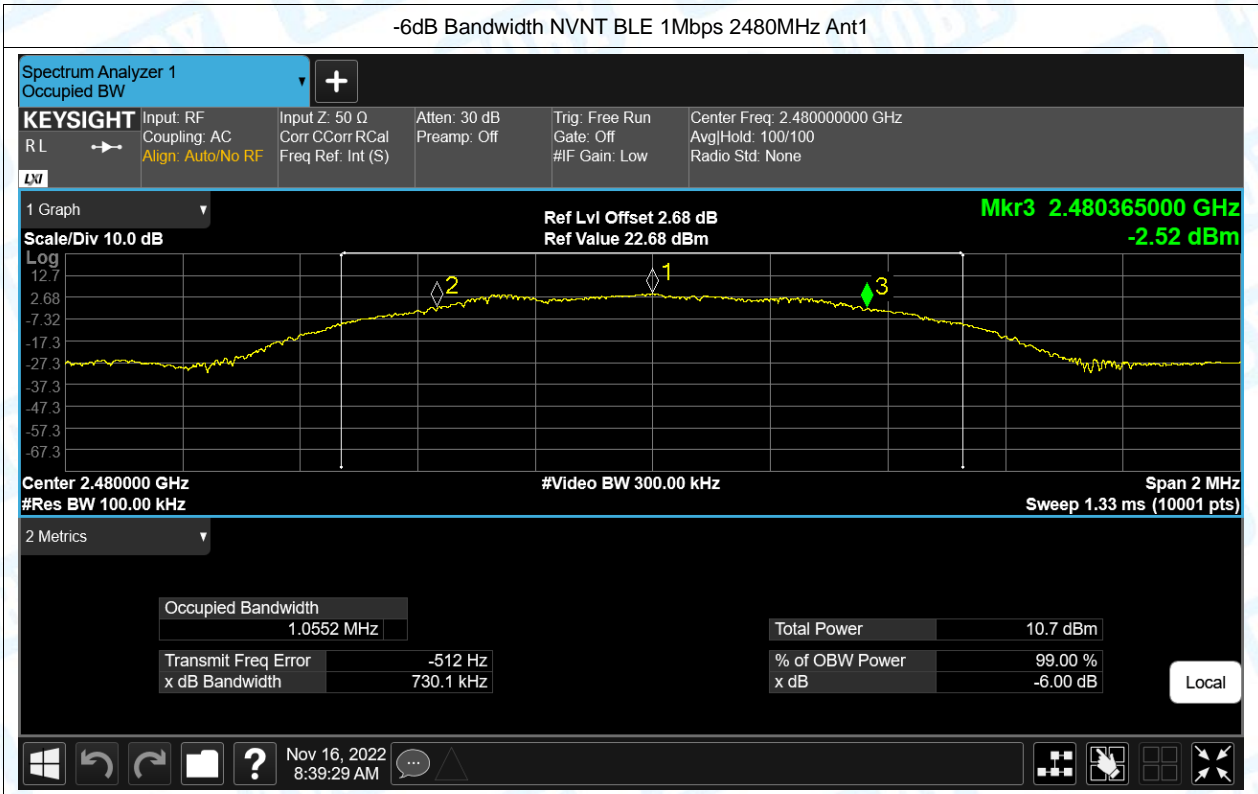 -6dB Bandwidth NVNT BLE 1Mbps 2480MHz Ant1
Spectrum Analyzer 1
Occupied BW
KEYSIGHT
R L
LXI
Input: RF
Coupling: AC
Align: Auto/No RF
Input Z: 50 Ω
Corr CCorr RCal
Freq Ref: Int (S)
Atten: 30 dB
Preamp: Off
Trig: Free Run
Gate: Off
#IF Gain: Low
Center Freq: 2.480000000 GHz
Avg|Hold: 100/100
Radio Std: None
1 Graph
Scale/Div 10.0 dB
Ref Lvl Offset 2.68 dB
Ref Value 22.68 dBm
Mkr3 2.480365000 GHz
-2.52 dBm
Log
12.7
2.68
-7.32
-17.3
-27.3
-37.3
-47.3
-57.3
-67.3
2
1
3
Center 2.480000 GHz
#Video BW 300.00 kHz
Span 2 MHz
#Res BW 100.00 kHz
Sweep 1.33 ms (10001 pts)
2 Metrics
Occupied Bandwidth
1.0552 MHz
Total Power 10.7 dBm
Transmit Freq Error -512 Hz
% of OBW Power 99.00 %
x dB Bandwidth 730.1 kHz
x dB -6.00 dB
Local
?
Nov 16, 2022
8:39:29 AM